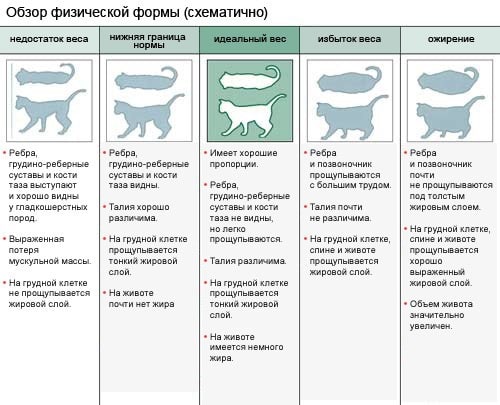 Обзор физической формы (схематично)
недостаток веса
нижняя граница
нормы
идеальный вес
избыток веса
ожирение
• Ребра,
грудино-реберные
суставы и кости
таза выступают
и хорошо видны
у гладкошерстных
пород.
• Выраженная
потеря
мускульной массы.
• На грудной клетке
не прощупывается
жировой слой.
• Ребра,
грудино-реберные
суставы и кости
таза видны.
• Талия хорошо
различима.
• На грудной клетке
прощупывается
тонкий жировой
слой.
• На животе
почти нет жира
• Имеет хорошие
пропорции.
• Ребра,
грудино-реберные
суставы и кости
таза не видны,
но легко
прощупываются.
• Талия различима.
• На грудной клетке
прощупывается
тонкий жировой
слой.
• На животе
имеется немного
жира.
• Ребра
и позвоночник
прощупываются
с большим трудом.
• Талия почти
не различима.
• На грудной клетке,
спине и животе
прощупывается
жировой слой.
• Ребра
и позвоночник
почти
не прощупываются
под толстым
жировым слоем.
• На грудной клетке,
спине и животе
прощупывается
хорошо
выраженный
жировой слой.
• Объем живота
значительно
увеличен.